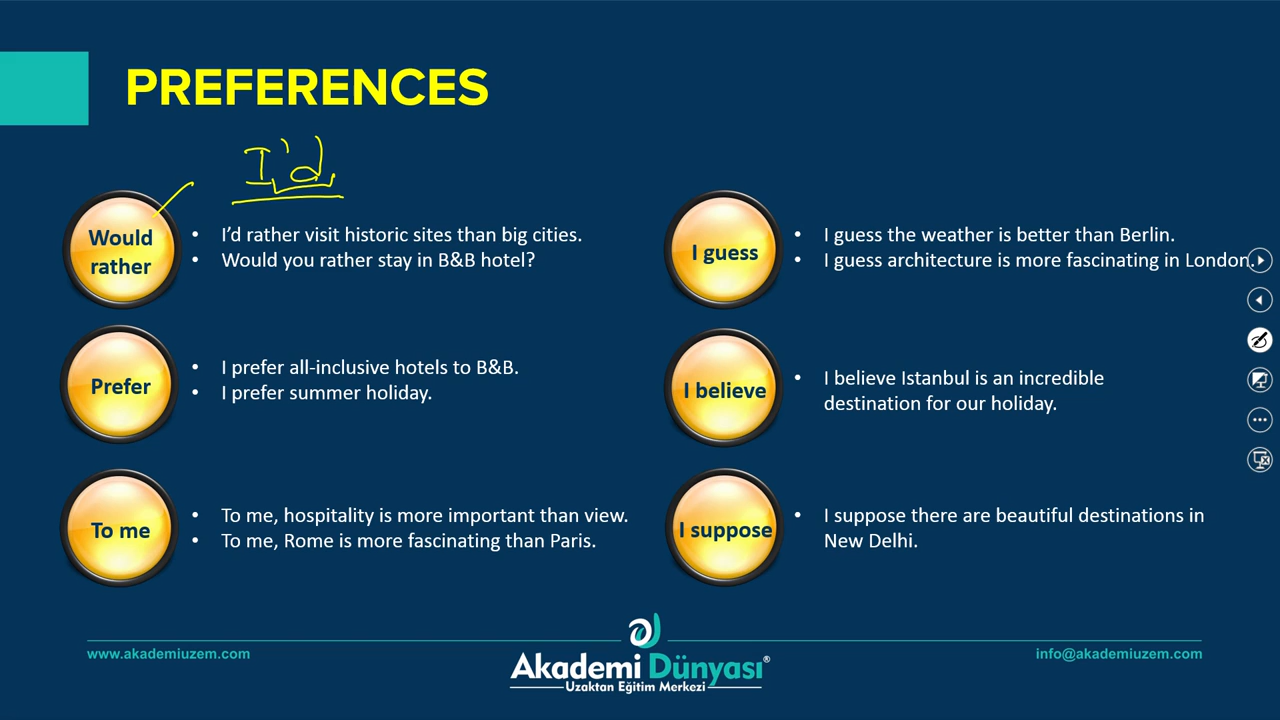 PREFERENCES
I'd
Would
rather
I'd rather visit historic sites than big cities.
Would you rather stay in B&B hotel?
Prefer
I prefer all-inclusive hotels to B&B.
I prefer summer holiday.
To me
To me, hospitality is more important than view.
To me, Rome is more fascinating than Paris.
I guess
I guess the weather is better than Berlin.
I guess architecture is more fascinating in London.
I believe
I believe Istanbul is an incredible
destination for our holiday.
I suppose
I suppose there are beautiful destinations in
New Delhi.
www.akademiuzem.com
Akademi Dünyası®
Uzaktan Eğitim Merkezi
info@akademiuzem.com